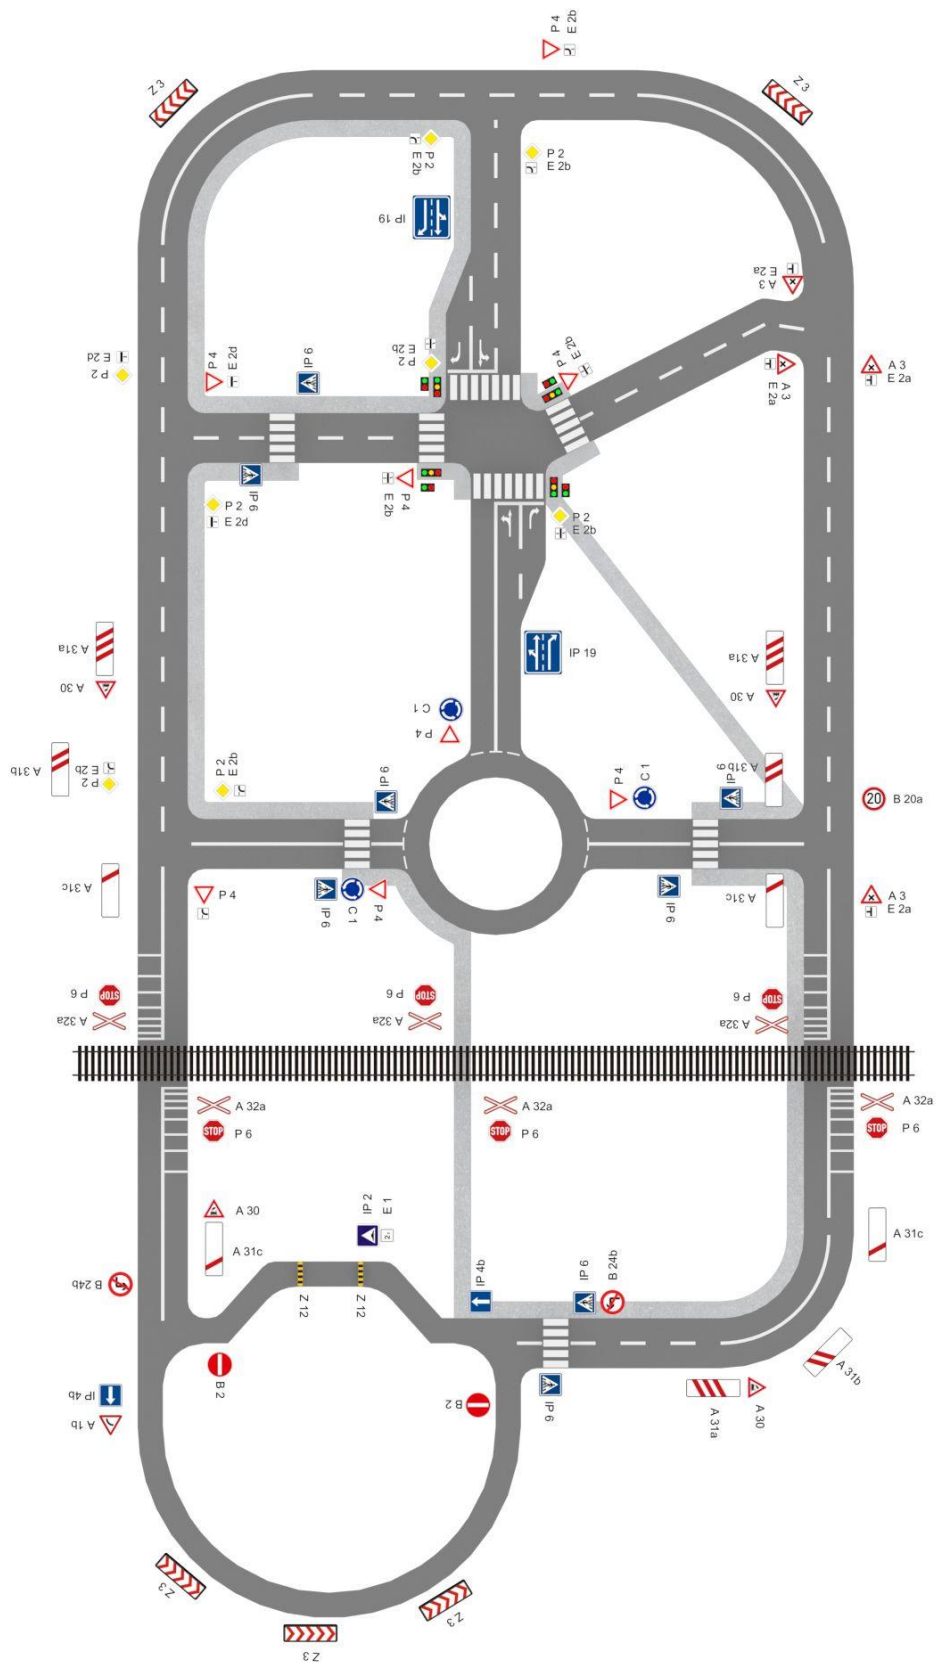 P 4
E 2b
Z 3
Z 3
P 2
E 2b
P 2
E 2b
IP 19
E 2a
A 3
E 2d
P 2
P 4
E 2d
IP 6
E 2b
P 2
P 4
E 2b
A 3
E 2a
A 3
E 2a
IP 6
P 2
E 2d
P 4
E 2b
P 2
E 2b
A 31a
A 30
IP 19
A 31a
A 30
C 1
P 4
A 31b
E 2b
P 2
P 2
E 2b
IP 6
P 4
C 1
IP 6
A 31b
20
B 20a
A 31c
P 4
IP 6
C 1
P 4
IP 6
A 31c
A 3
E 2a
P 6
STOP
A 32a
P 6
STOP
A 32a
P 6
STOP
A 32a
A 32a
STOP
P 6
A 32a
STOP
P 6
A 32a
STOP
P 6
A 30
A 31c
IP 2
E 1
A 31c
B 24b
Z 12
Z 12
IP 4b
IP 6
B 24b
A 31b
B 2
IP 4b
A 1b
B 2
IP 6
A 31a
A 30
Z 3
Z 3
Z 3